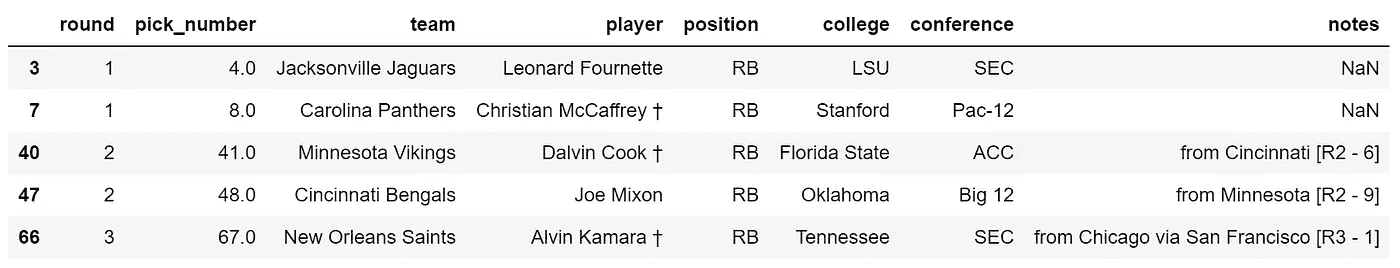 round pick_number team player position college conference notes
3 1 4.0 Jacksonville Jaguars Leonard Fournette RB LSU SEC NaN
7 1 8.0 Carolina Panthers Christian McCaffrey † RB Stanford Pac-12 NaN
40 2 41.0 Minnesota Vikings Dalvin Cook † RB Florida State ACC from Cincinnati [R2 - 6]
47 2 48.0 Cincinnati Bengals Joe Mixon RB Oklahoma Big 12 from Minnesota [R2 - 9]
66 3 67.0 New Orleans Saints Alvin Kamara † RB Tennessee SEC from Chicago via San Francisco [R3 - 1]